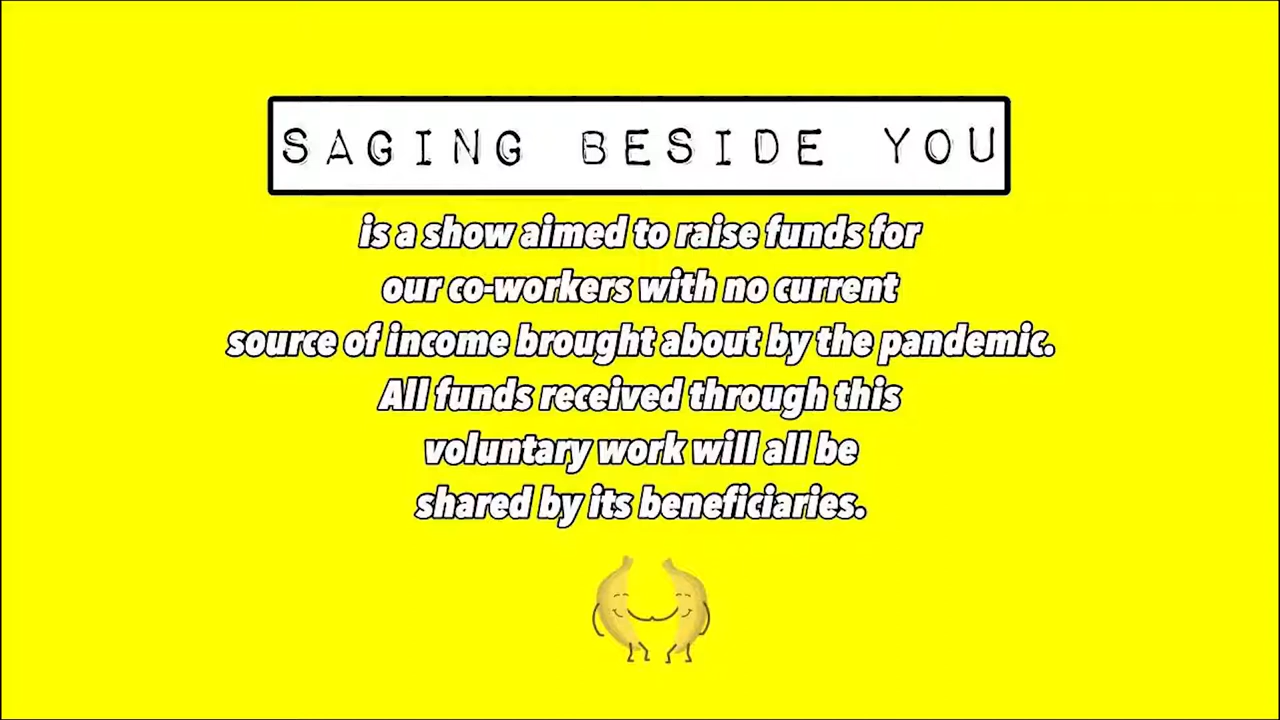 SAGING BESIDE YOU
is a show aimed to raise funds for
our co-workers with no current
source of income brought about by the pandemic.
All funds received through this
voluntary work will all be
shared by its beneficiaries.